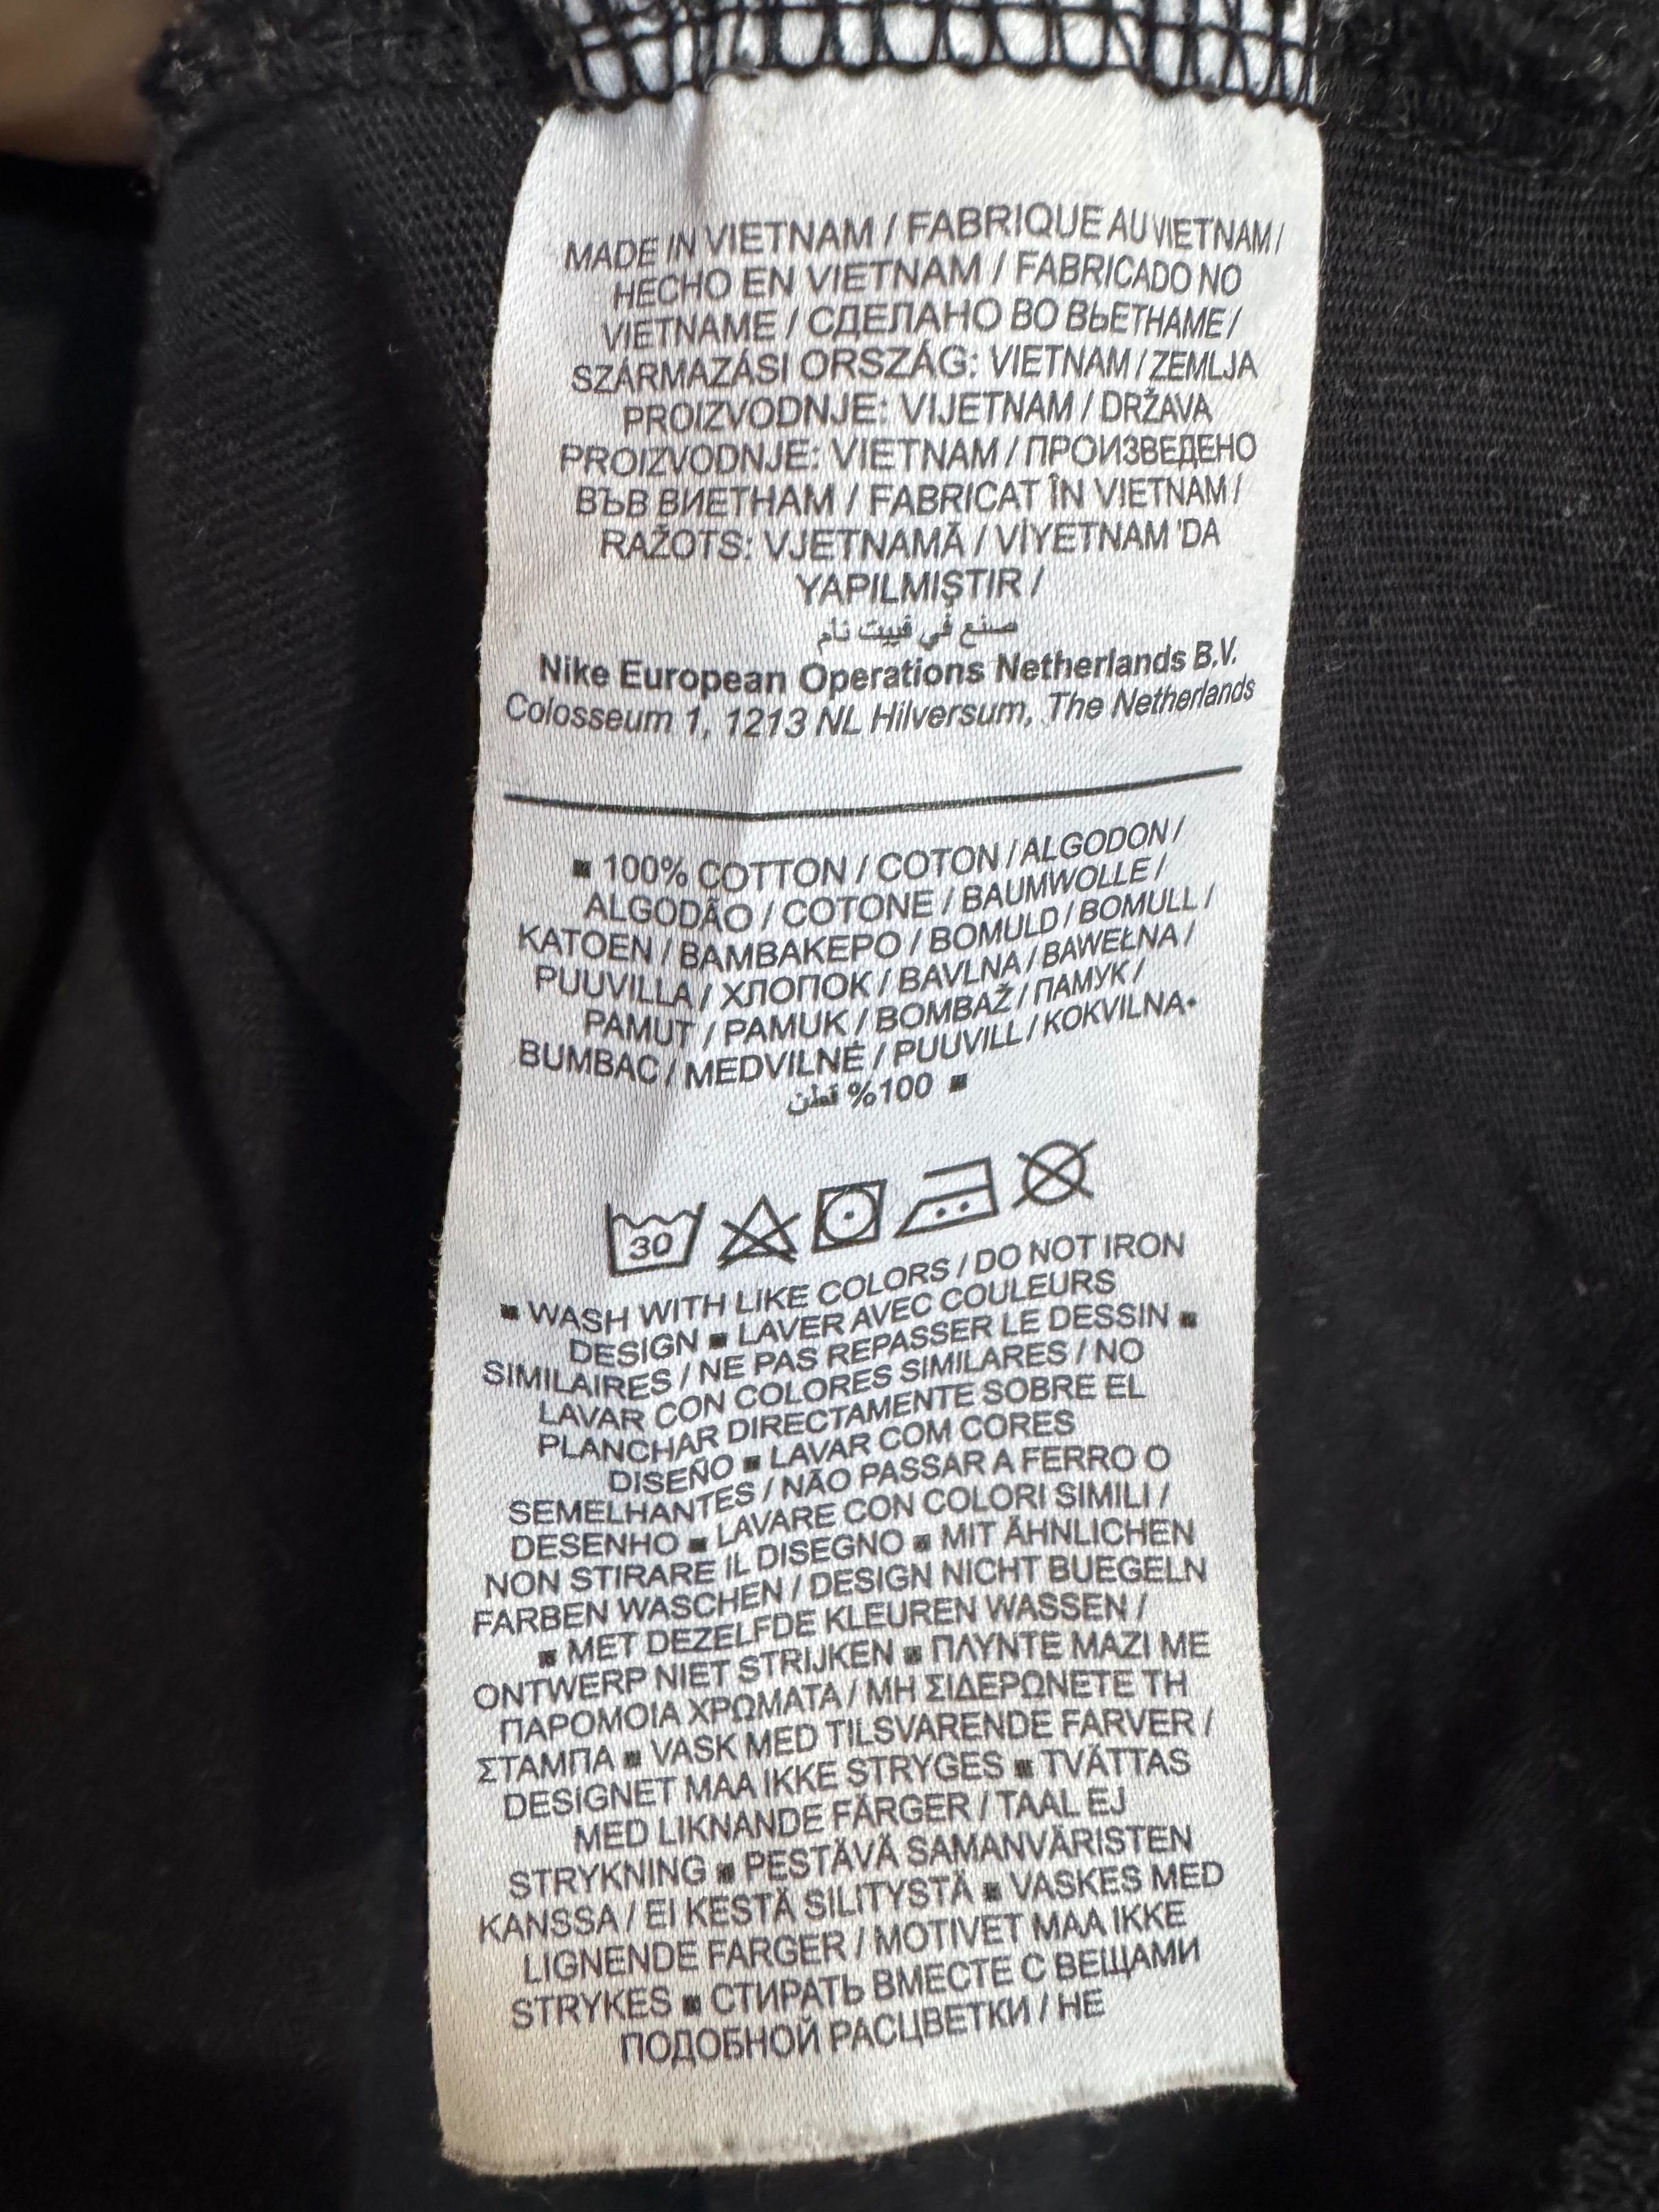 MADE IN VIETNAM / FABRIQUE AU VIETNAM /
HECHO EN VIETNAM / FABRICADO NO
VIETNAME / СДЕЛАНО ВО ВЬЕТНАМЕ /
SZÁRMAZÁSI ORSZÁG: VIETNAM / ZEMLJA
PROIZVODNJE: VIJETNAM / DRŽAVA
PROIZVODNJE: VIETNAM / ПРОИЗВЕДЕНО
ВЪВ ВИЕТНАМ / FABRICAT ÎN VIETNAM /
RAŽOTS: VJETNAMĀ / VİYETNAM 'DA
YAPILMIŞTIR /
صنع في فييت نام
Nike European Operations Netherlands B.V.
Colosseum 1, 1213 NL Hilversum, The Netherlands
■ 100% COTTON / COTON / ALGODON /
ALGODÃO / COTONE / BAUMWOLLE /
KATOEN / ΒΑΜΒΑΚΕΡΟ / BOMULD / BOMULL /
PUUVILLA / ХЛОПОК / BAVLNA / BAWEŁNA /
PAMUT / PAMUK / BOMBAŽ / ПАМУК /
BUMBAC / MEDVILNĖ / PUUVILL / KOKVILNA•
100% قطن ■
30
■ WASH WITH LIKE COLORS / DO NOT IRON
DESIGN ■ LAVER AVEC COULEURS
SIMILAIRES / NE PAS REPASSER LE DESSIN ■
LAVAR CON COLORES SIMILARES / NO
PLANCHAR DIRECTAMENTE SOBRE EL
DISEÑO ■ LAVAR COM CORES
SEMELHANTES / NÃO PASSAR A FERRO O
DESENHO ■ LAVARE CON COLORI SIMILI /
NON STIRARE IL DISEGNO ■ MIT ÄHNLICHEN
FARBEN WASCHEN / DESIGN NICHT BUEGELN
■ MET DEZELFDE KLEUREN WASSEN /
ONTWERP NIET STRIJKEN ■ ΠΛΥΝΤΕ ΜΑΖΙ ΜΕ
ΠΑΡΟΜΟΙΑ ΧΡΩΜΑΤΑ / ΜΗ ΣΙΔΕΡΩΝΕΤΕ ΤΗ
ΣΤΑΜΠΑ ■ VASK MED TILSVARENDE FARVER /
DESIGNET MAA IKKE STRYGES ■ TVÄTTAS
MED LIKNANDE FÄRGER / TAAL EJ
STRYKNING ■ PESTÄVÄ SAMANVÄRISTEN
KANSSA / EI KESTÄ SILITYSTÄ ■ VASKES MED
LIGNENDE FARGER / MOTIVET MAA IKKE
STRYKES ■ СТИРАТЬ ВМЕСТЕ С ВЕЩАМИ
ПОДОБНОЙ РАСЦВЕТКИ / НЕ